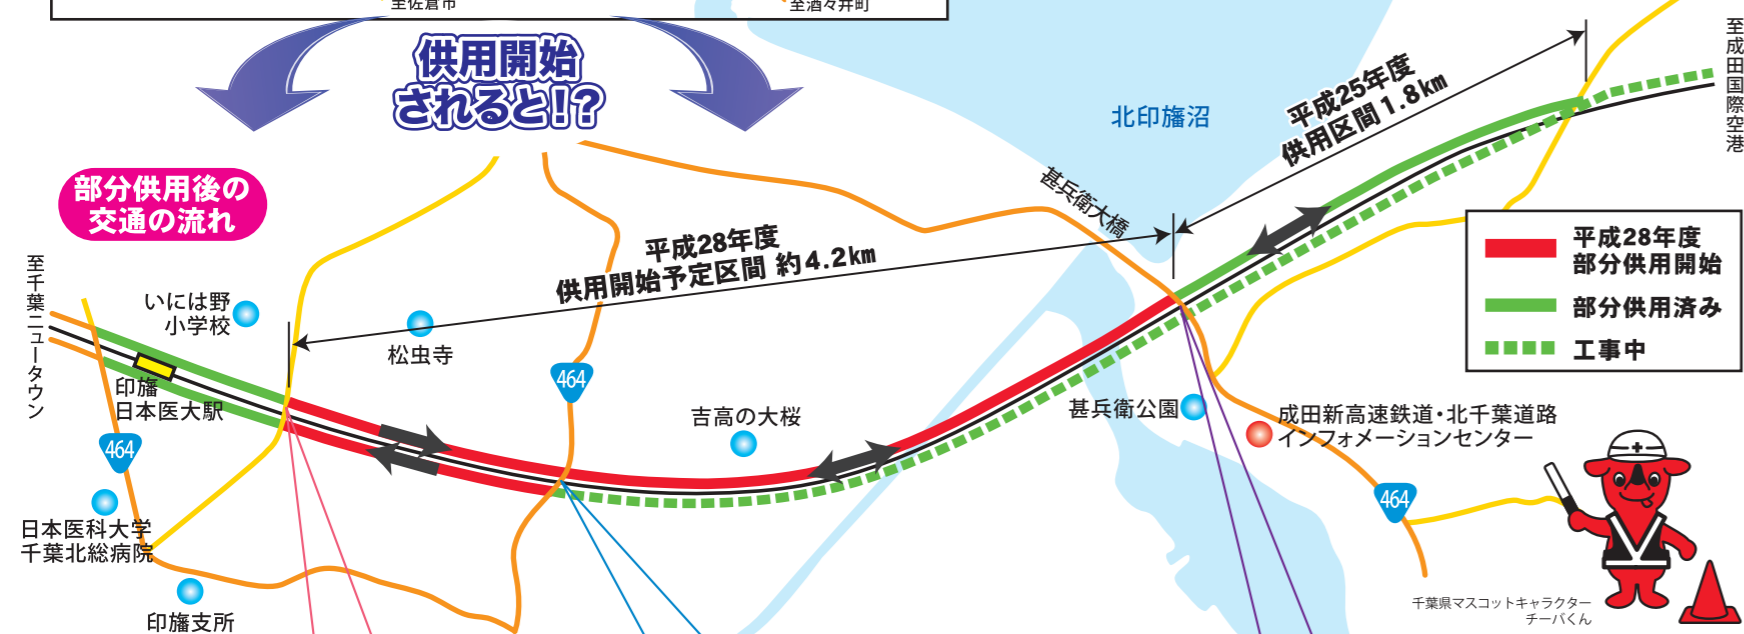 至佐倉市
至酒々井町
供用開始
されると!?
部分供用後の
交通の流れ
至成田国際空港
平成25年度
供用区間1.8km
北印旛沼
甚兵衛大橋
平成28年度
供用開始予定区間 約4.2km
平成28年度
部分供用開始
部分供用済み
工事中
至千葉ニュータウン
いには野
小学校
松虫寺
印旛
日本医大駅
464
464
吉高の大桜
甚兵衛公園
成田新高速鉄道・北千葉道路
インフォメーションセンター
464
日本医科大学
千葉北総病院
印旛支所
千葉県マスコットキャラクター
チーバくん